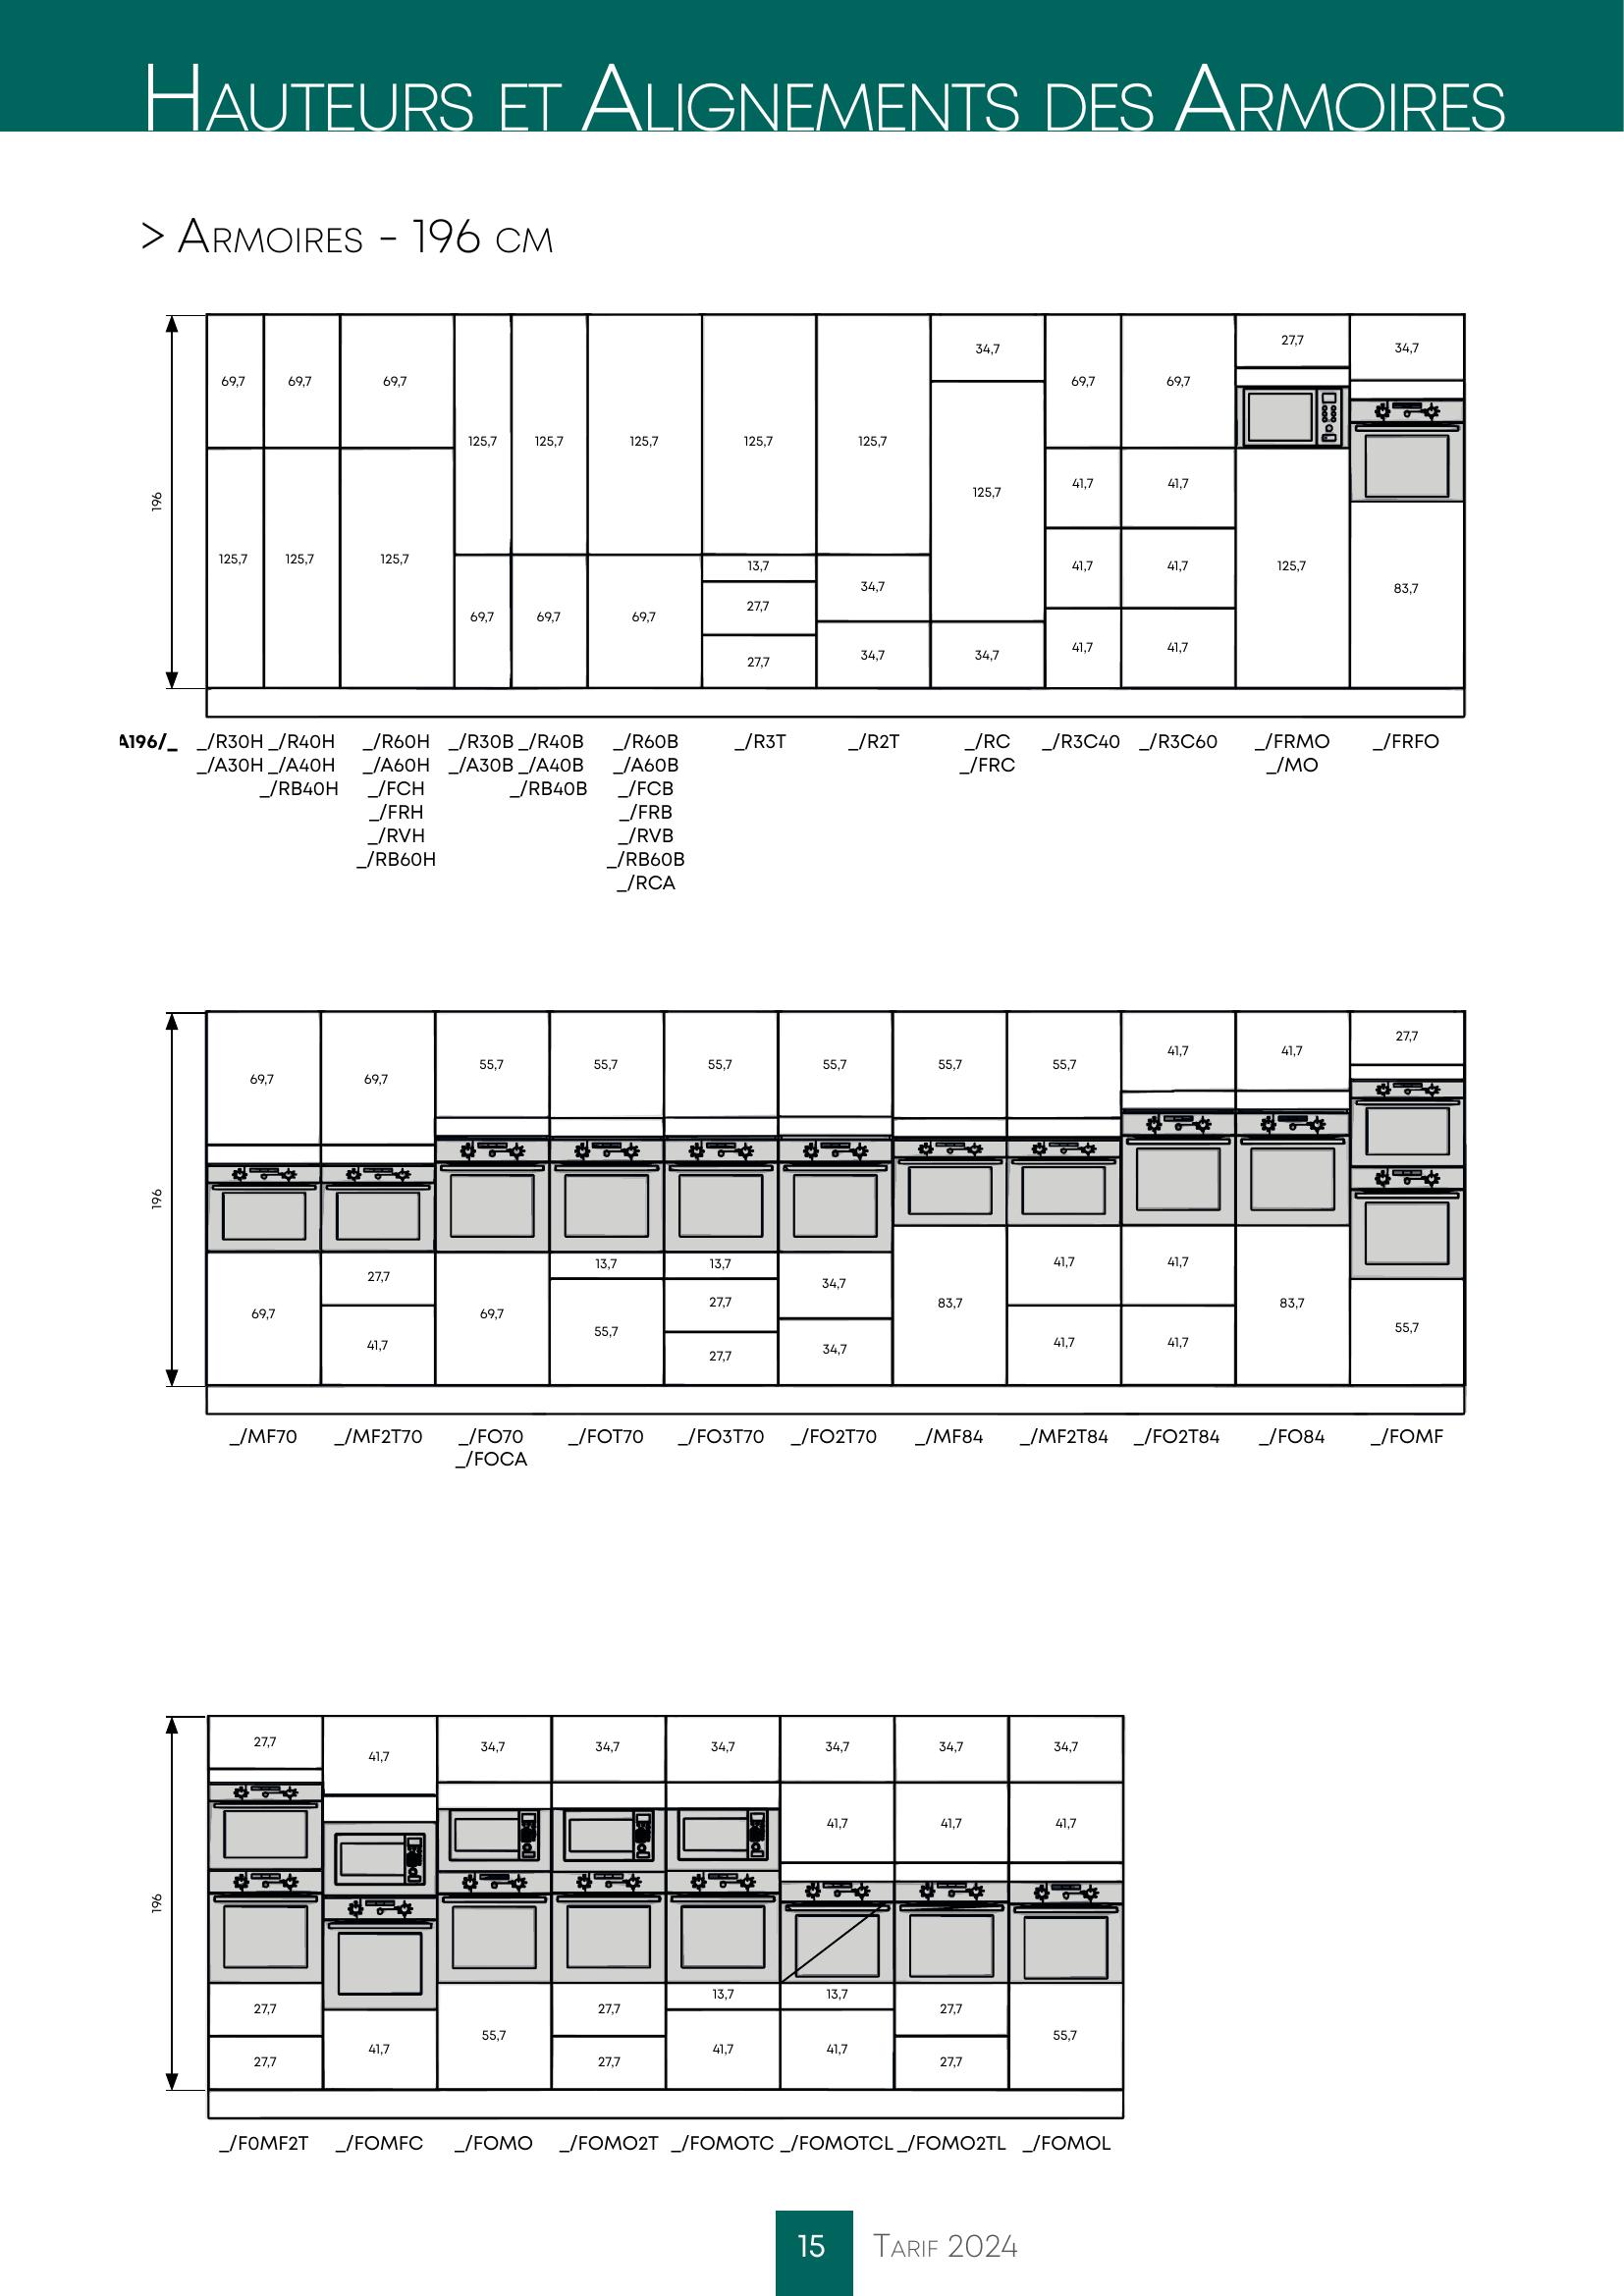 Hauteurs et Alignements des Armoires
> Armoires - 196 cm
34,7 27,7 34,7
69,7 69,7 69,7 69,7 69,7
125,7 125,7 125,7 125,7 125,7
41,7 41,7
125,7
196
125,7 125,7 125,7 13,7 41,7 41,7 125,7
34,7 83,7
27,7
69,7 69,7 69,7
41,7 41,7
27,7 34,7 34,7
A196/_ _/R30H _/R40H _/R60H _/R30B _/R40B _/R60B _/R3T _/R2T _/RC _/R3C40 _/R3C60 _/FRMO _/FRFO
_/A30H _/A40H _/A60H _/A30B _/A40B _/A60B _/FRC _/MO
_/RB40H _/FCH _/RB40B _/FCB
_/FRH _/FRB
_/RVH _/RVB
_/RB60H _/RB60B
_/RCA
27,7
41,7 41,7
55,7 55,7 55,7 55,7 55,7 55,7
69,7 69,7
196
13,7 13,7 41,7 41,7
27,7 34,7
27,7 83,7 83,7
69,7 69,7
55,7 55,7
41,7 27,7 34,7 41,7 41,7
_/MF70 _/MF2T70 _/FO70 _/FOT70 _/FO3T70 _/FO2T70 _/MF84 _/MF2T84 _/FO2T84 _/FO84 _/FOMF
_/FOCA
27,7 34,7 34,7 34,7 34,7 34,7 34,7
41,7
41,7 41,7 41,7
196
13,7 13,7
27,7 27,7 27,7
55,7 55,7
41,7 41,7 41,7
27,7 27,7 27,7
_/F0MF2T _/FOMFC _/FOMO _/FOMO2T _/FOMOTC _/FOMOTCL _/FOMO2TL _/FOMOL
15 Tarif 2024